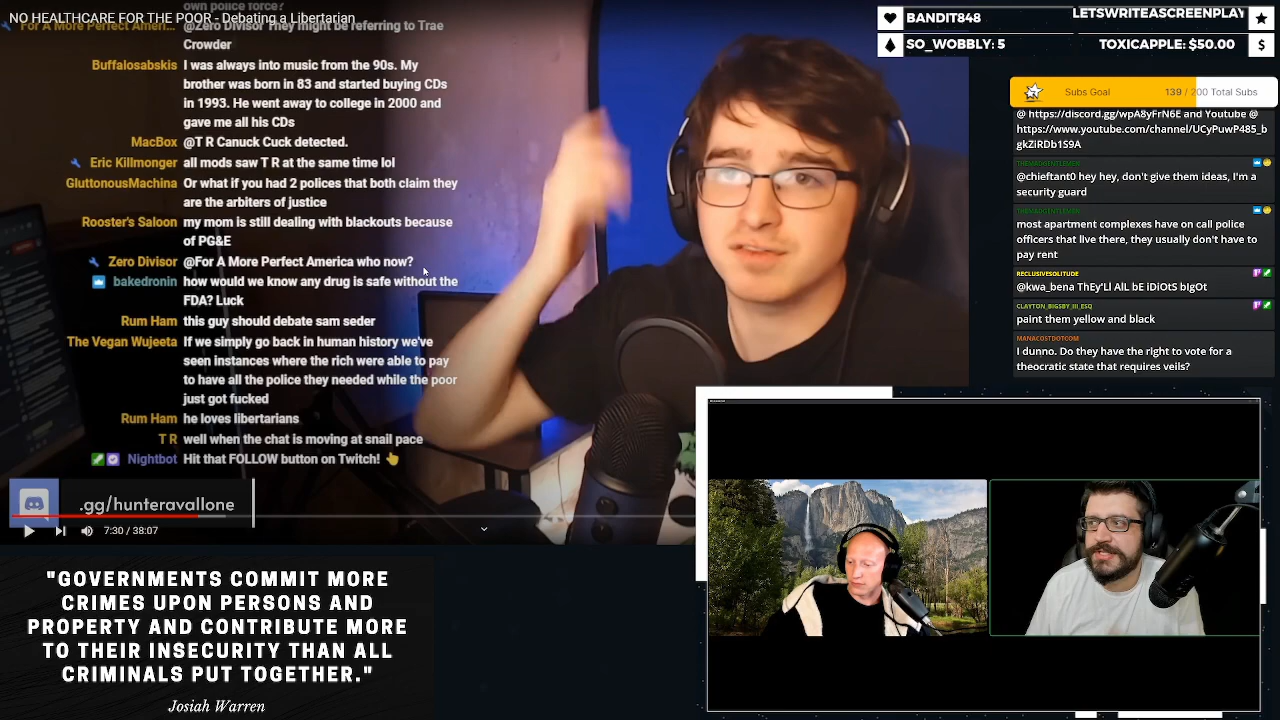 NO HEALTHCARE FOR THE POOR - Debating a Libertarian
own police force?
For A More Perfect Ameri... @Zero Divisor They might be referring to Trae
Crowder
Buffalosabskis I was always into music from the 90s. My
brother was born in 83 and started buying CDs
in 1993. He went away to college in 2000 and
gave me all his CDs
MacBox @T R Canuck Cuck detected.
Eric Killmonger all mods saw T R at the same time lol
GluttonousMachina Or what if you had 2 polices that both claim they
are the arbiters of justice
Rooster's Saloon my mom is still dealing with blackouts because
of PG&E
Zero Divisor @For A More Perfect America who now?
bakedronin how would we know any drug is safe without the
FDA? Luck
Rum Ham this guy should debate sam seder
The Vegan Wujeeta If we simply go back in human history we've
seen instances where the rich were able to pay
to have all the police they needed while the poor
just got fucked
Rum Ham he loves libertarians
T R well when the chat is moving at snail pace
Nightbot Hit that FOLLOW button on Twitch! 👆
.gg/hunteravallone
7:30 / 38:07
"GOVERNMENTS COMMIT MORE
CRIMES UPON PERSONS AND
PROPERTY AND CONTRIBUTE MORE
TO THEIR INSECURITY THAN ALL
CRIMINALS PUT TOGETHER."
Josiah Warren
BANDIT848
LETSWRITEASCREENPLAY
SO_WOBBLY: 5
TOXICAPPLE: $50.00
Subs Goal 139 / 200 Total Subs
@ https://discord.gg/wpA8yFrN6E and Youtube @
https://www.youtube.com/channel/UCyPuwP485_b
gkZiRDb1S9A
THEMADGENTLEMEN
@chieftant0 hey hey, don't give them ideas, I'm a
security guard
THEMADGENTLEMEN
most apartment complexes have on call police
officers that live there, they usually don't have to
pay rent
RECLUSIVESOLITUDE
@kwa_bena ThEy'Ll AlL bE iDiOtS bIgOt
CLAYTON_BIGSBY_III_ESQ
paint them yellow and black
MANACOSTDOTCOM
I dunno. Do they have the right to vote for a
theocratic state that requires veils?